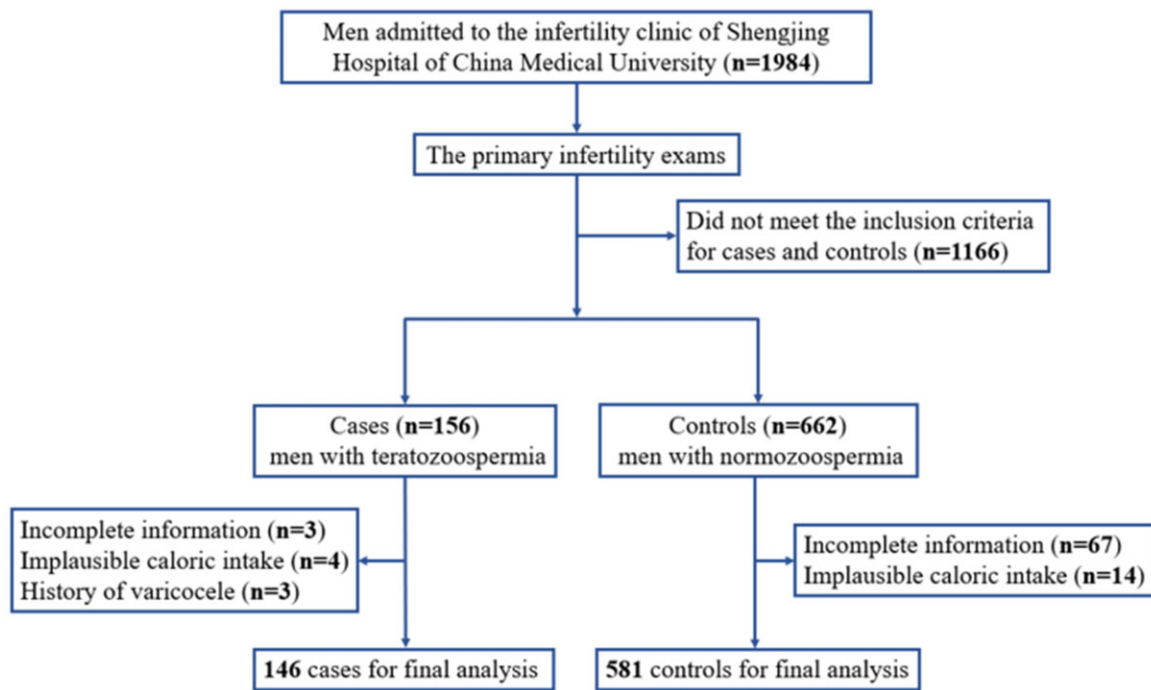 Men admitted to the infertility clinic of Shengjing
Hospital of China Medical University (n=1984)
The primary infertility exams
Did not meet the inclusion criteria
for cases and controls (n=1166)
Cases (n=156)
men with teratozoospermia
Controls (n=662)
men with normozoospermia
Incomplete information (n=3)
Implausible caloric intake (n=4)
History of varicocele (n=3)
Incomplete information (n=67)
Implausible caloric intake (n=14)
146 cases for final analysis
581 controls for final analysis